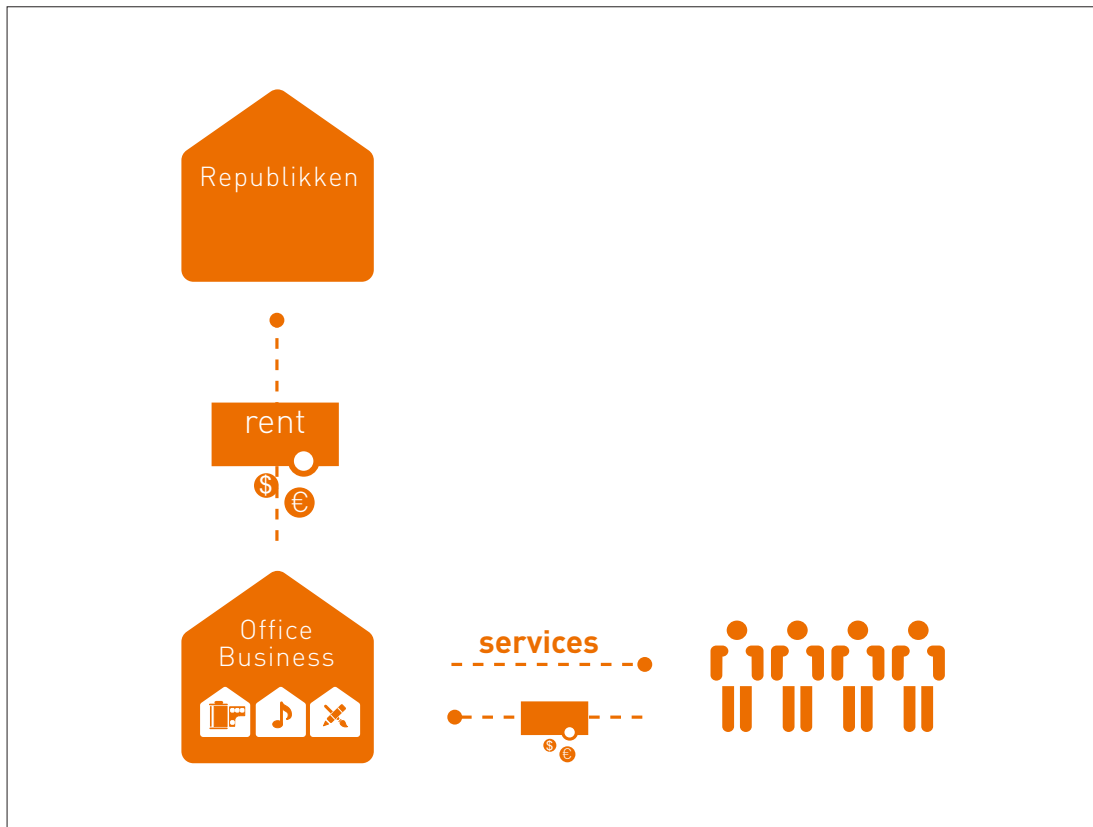 Republikken
rent
$
€
Office
Business
services
$
€